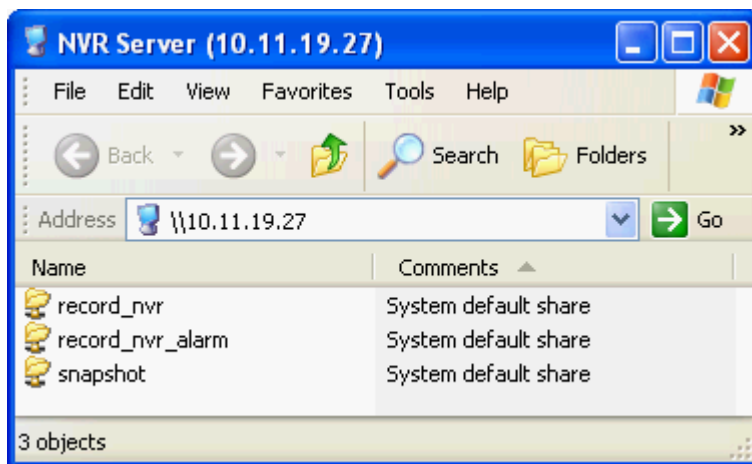 NVR Server (10.11.19.27)
File Edit View Favorites Tools Help
Back Search Folders »
Address \\10.11.19.27 Go
Name Comments
record_nvr System default share
record_nvr_alarm System default share
snapshot System default share
3 objects